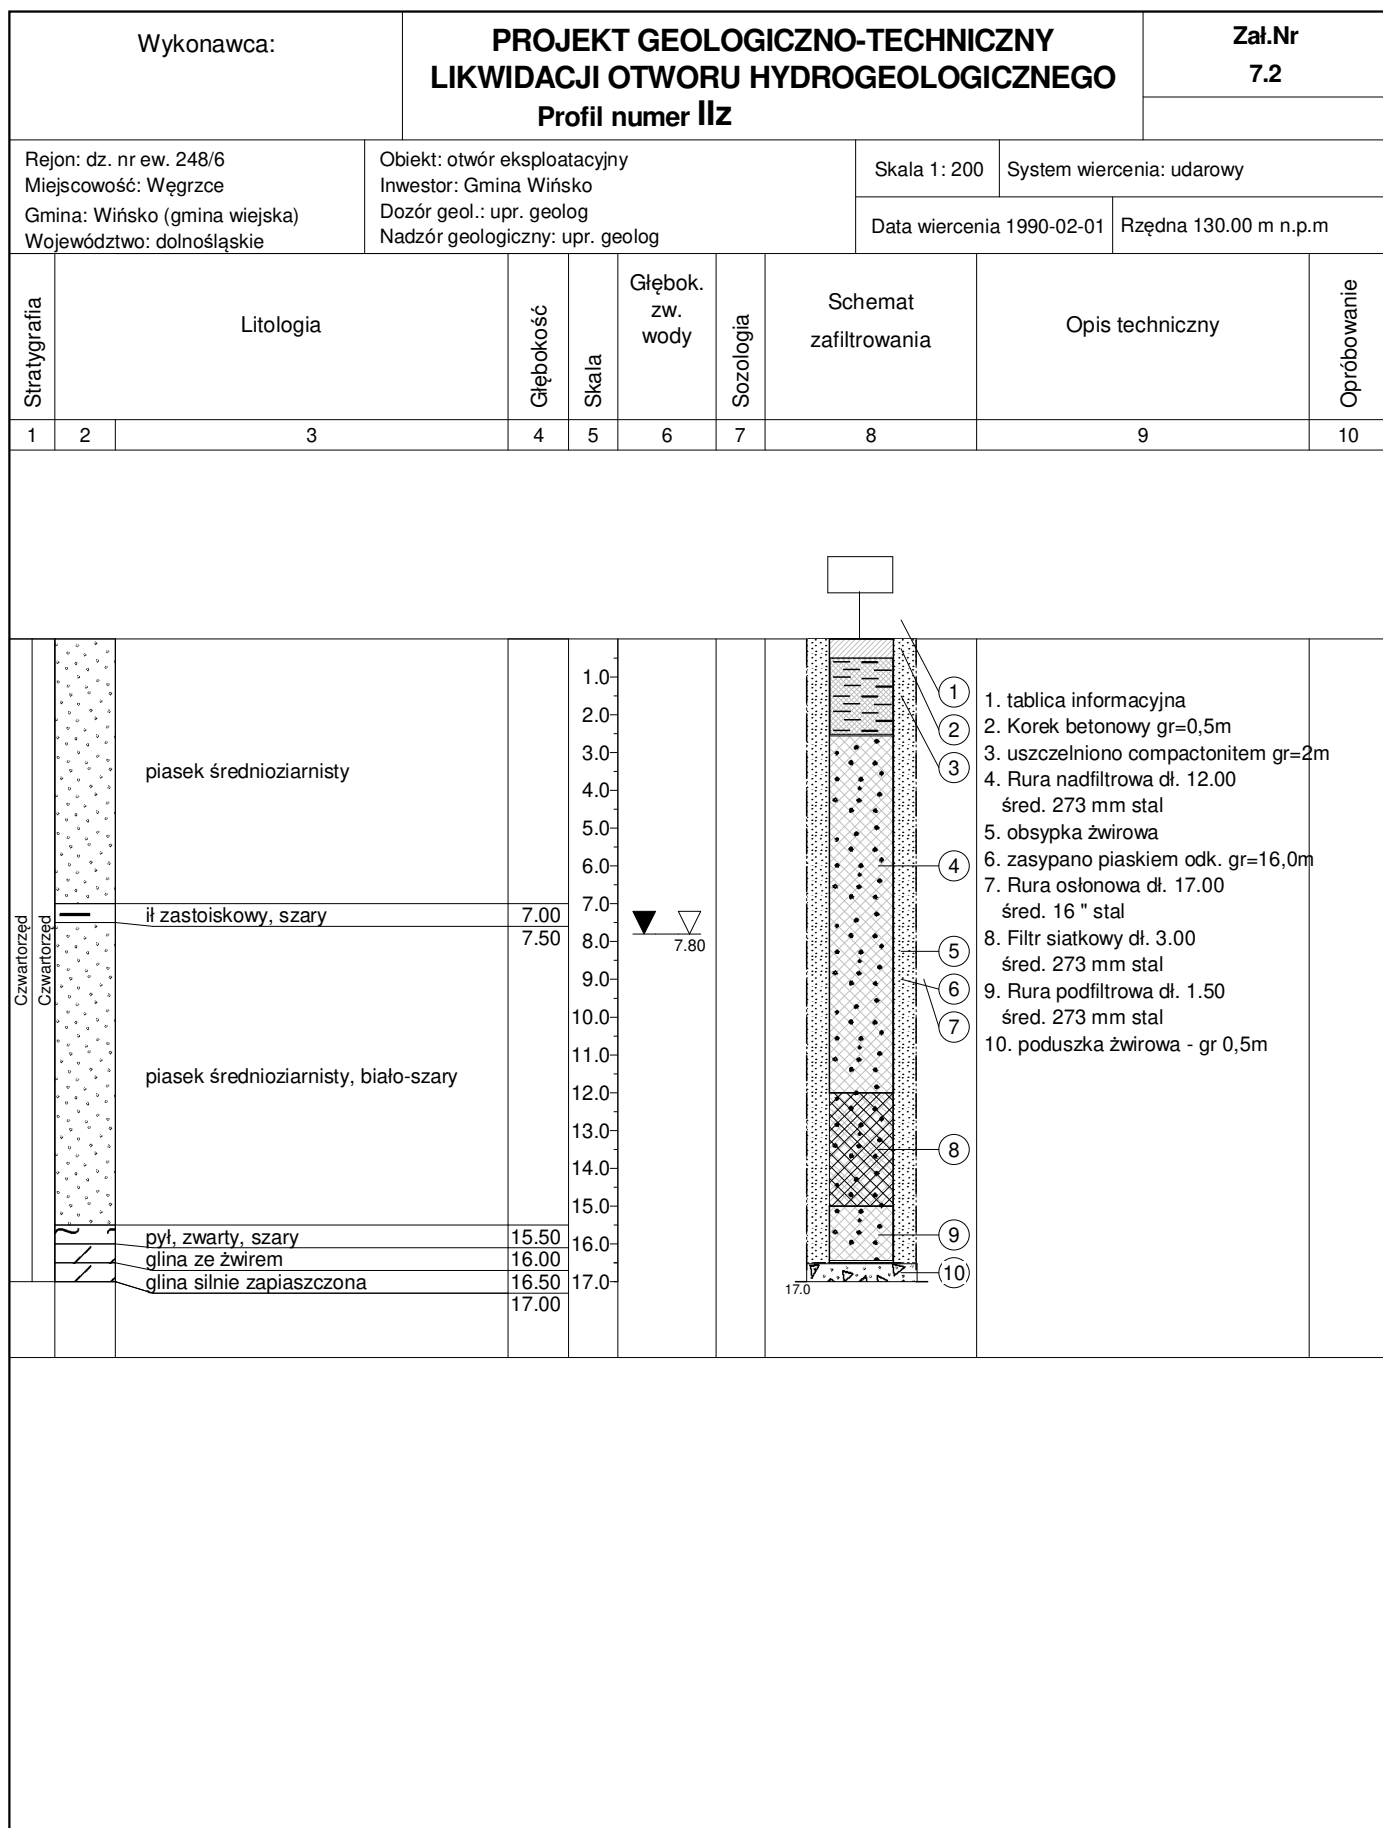 Wykonawca:
PROJEKT GEOLOGICZNO-TECHNICZNY
LIKWIDACJI OTWORU HYDROGEOLOGICZNEGO
Profil numer IIz
Zał.Nr
7.2
Rejon: dz. nr ew. 248/6
Miejscowość: Węgrzce
Gmina: Wińsko (gmina wiejska)
Województwo: dolnośląskie
Obiekt: otwór eksploatacyjny
Inwestor: Gmina Wińsko
Dozór geol.: upr. geolog
Nadzór geologiczny: upr. geolog
Skala 1: 200
System wiercenia: udarowy
Data wiercenia 1990-02-01
Rzędna 130.00 m n.p.m
Stratygrafia
Litologia
Głębokość
Skala
Głębok.
zw.
wody
Sozologia
Schemat
zafiltrowania
Opis techniczny
Opróbowanie
1 2 3 4 5 6 7 8 9 10
Czwartorzęd
Czwartorzęd
piasek średnioziarnisty
ił zastoiskowy, szary
piasek średnioziarnisty, biało-szary
pył, zwarty, szary
glina ze żwirem
glina silnie zapiaszczona
7.00
7.50
15.50
16.00
16.50
17.00
1.0
2.0
3.0
4.0
5.0
6.0
7.0
8.0
9.0
10.0
11.0
12.0
13.0
14.0
15.0
16.0
17.0
7.80
17.0
1
2
3
4
5
6
7
8
9
10
1. tablica informacyjna
2. Korek betonowy gr=0,5m
3. uszczelniono compactonitem gr=2m
4. Rura nadfiltrowa dł. 12.00
śred. 273 mm stal
5. obsypka żwirowa
6. zasypano piaskiem odk. gr=16,0m
7. Rura osłonowa dł. 17.00
śred. 16 " stal
8. Filtr siatkowy dł. 3.00
śred. 273 mm stal
9. Rura podfiltrowa dł. 1.50
śred. 273 mm stal
10. poduszka żwirowa - gr 0,5m